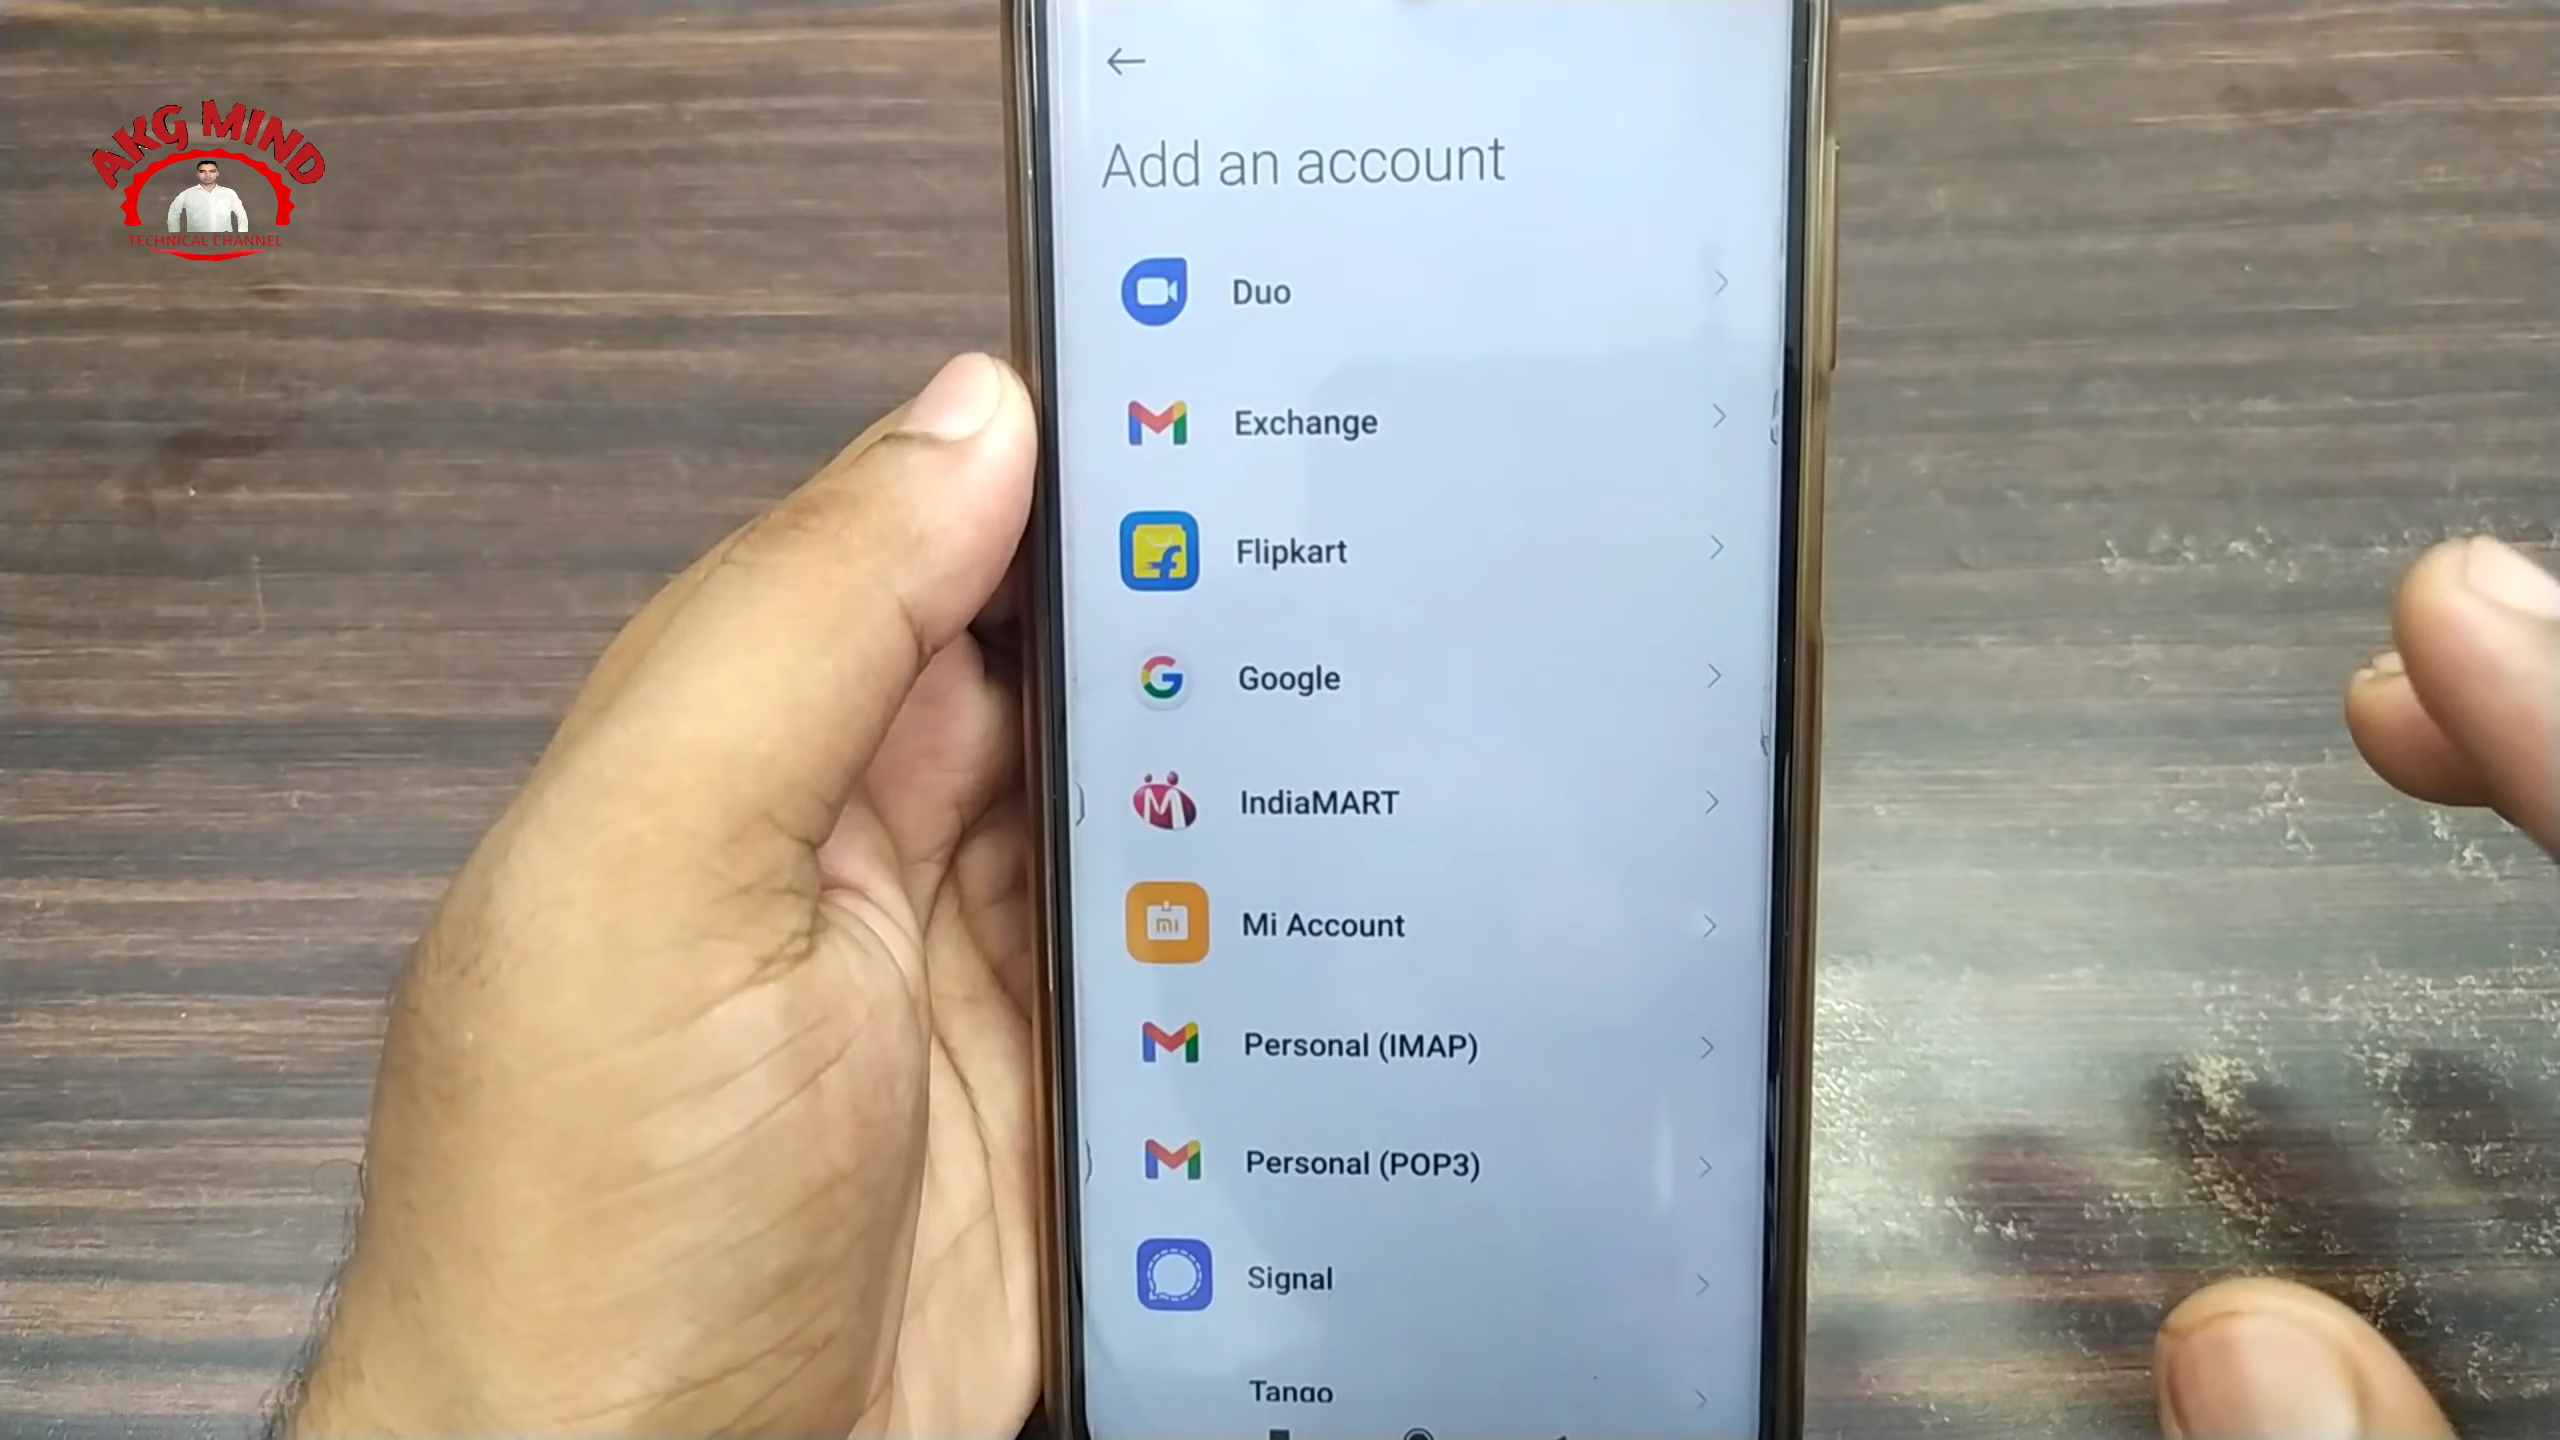 AKG MIND
TECHNICAL CHANNEL
Add an account
Duo
Exchange
Flipkart
Google
IndiaMART
Mi Account
Personal (IMAP)
Personal (POP3)
Signal
Tango